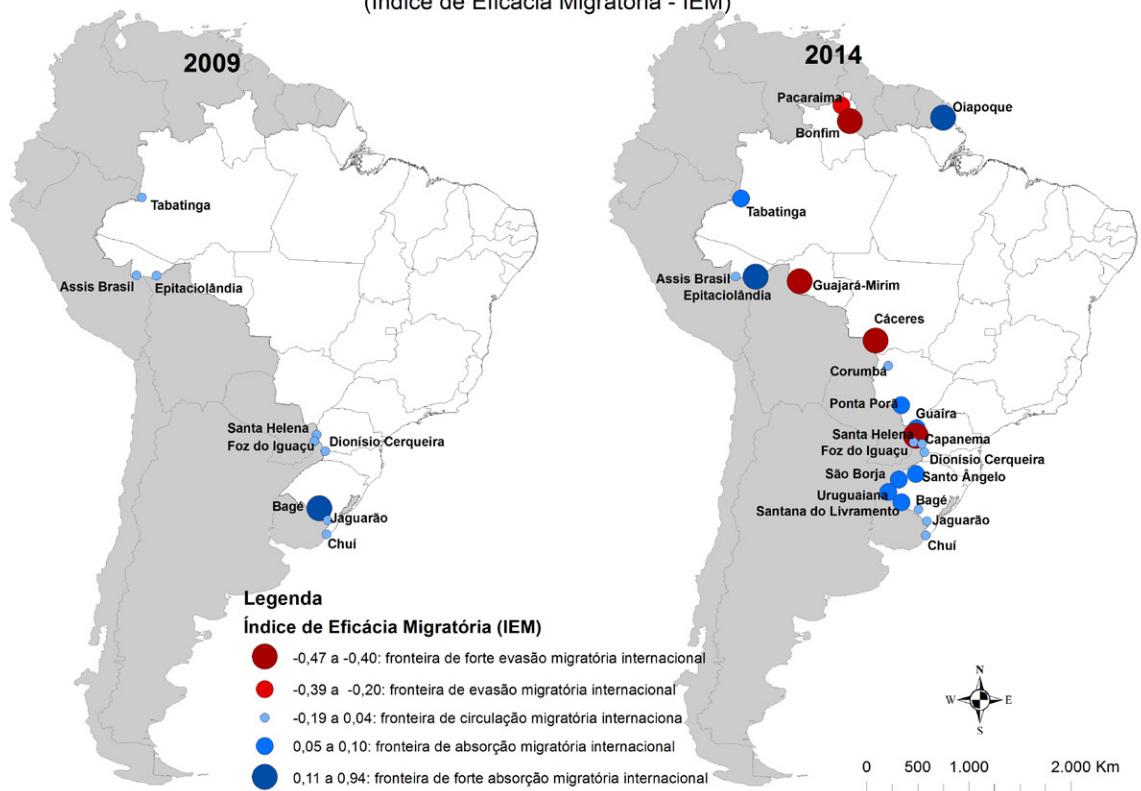 (Índice de Eficácia Migratória - IEM)
2009
Tabatinga
Assis Brasil
Epitaciolândia
Santa Helena
Foz do Iguaçu
Dionísio Cerqueira
Bagé
Jaguarão
Chuí
2014
Pacaraima
Oiapoque
Bonfim
Tabatinga
Assis Brasil
Epitaciolândia
Guajará-Mirim
Cáceres
Corumbá
Ponta Porã
Guaíra
Santa Helena
Capanema
Foz do Iguaçu
Dionísio Cerqueira
São Borja
Santo Ângelo
Uruguaiana
Bagé
Santana do Livramento
Jaguarão
Chuí
Legenda
Índice de Eficácia Migratória (IEM)
-0,47 a -0,40: fronteira de forte evasão migratória internacional
-0,39 a -0,20: fronteira de evasão migratória internacional
-0,19 a 0,04: fronteira de circulação migratória internaciona
0,05 a 0,10: fronteira de absorção migratória internacional
0,11 a 0,94: fronteira de forte absorção migratória internacional
N
W E
S
0 500 1.000 2.000 Km